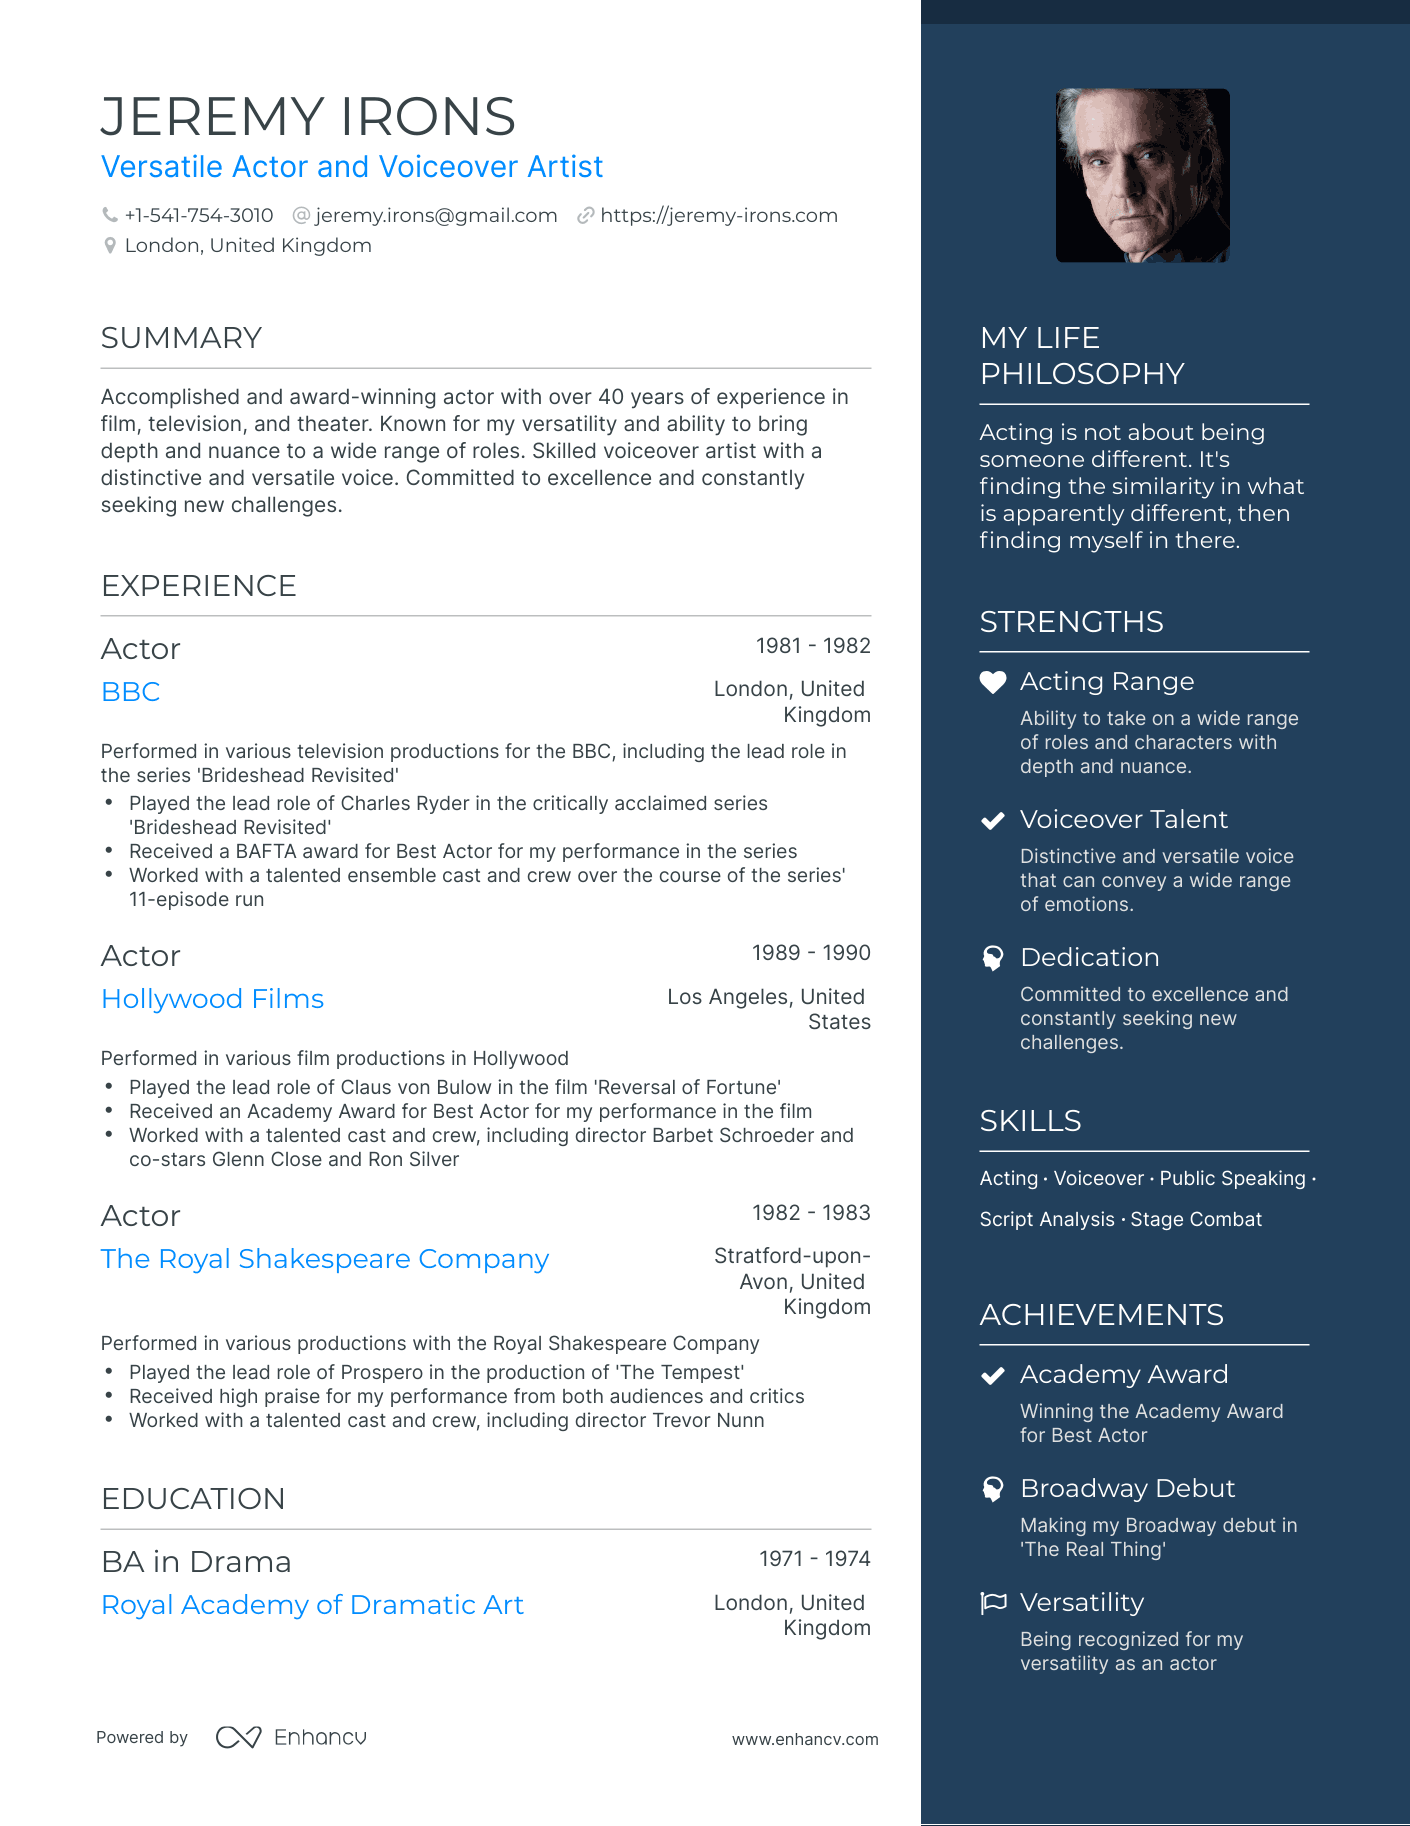 JEREMY IRONS
Versatile Actor and Voiceover Artist
+1-541-754-3010 @ jeremy.irons@gmail.com https://jeremy-irons.com
London, United Kingdom
SUMMARY
Accomplished and award-winning actor with over 40 years of experience in
film, television, and theater. Known for my versatility and ability to bring
depth and nuance to a wide range of roles. Skilled voiceover artist with a
distinctive and versatile voice. Committed to excellence and constantly
seeking new challenges.
EXPERIENCE
Actor 1981 - 1982
BBC London, United
Kingdom
Performed in various television productions for the BBC, including the lead role in
the series 'Brideshead Revisited'
• Played the lead role of Charles Ryder in the critically acclaimed series
'Brideshead Revisited'
• Received a BAFTA award for Best Actor for my performance in the series
• Worked with a talented ensemble cast and crew over the course of the series'
11-episode run
Actor 1989 - 1990
Hollywood Films Los Angeles, United
States
Performed in various film productions in Hollywood
• Played the lead role of Claus von Bulow in the film 'Reversal of Fortune'
• Received an Academy Award for Best Actor for my performance in the film
• Worked with a talented cast and crew, including director Barbet Schroeder and
co-stars Glenn Close and Ron Silver
Actor 1982 - 1983
The Royal Shakespeare Company Stratford-upon-
Avon, United
Kingdom
Performed in various productions with the Royal Shakespeare Company
• Played the lead role of Prospero in the production of 'The Tempest'
• Received high praise for my performance from both audiences and critics
• Worked with a talented cast and crew, including director Trevor Nunn
EDUCATION
BA in Drama 1971 - 1974
Royal Academy of Dramatic Art London, United
Kingdom
Powered by Enhancv www.enhancv.com
MY LIFE
PHILOSOPHY
Acting is not about being
someone different. It's
finding the similarity in what
is apparently different, then
finding myself in there.
STRENGTHS
Acting Range
Ability to take on a wide range
of roles and characters with
depth and nuance.
Voiceover Talent
Distinctive and versatile voice
that can convey a wide range
of emotions.
Dedication
Committed to excellence and
constantly seeking new
challenges.
SKILLS
Acting · Voiceover · Public Speaking ·
Script Analysis · Stage Combat
ACHIEVEMENTS
Academy Award
Winning the Academy Award
for Best Actor
Broadway Debut
Making my Broadway debut in
'The Real Thing'
Versatility
Being recognized for my
versatility as an actor